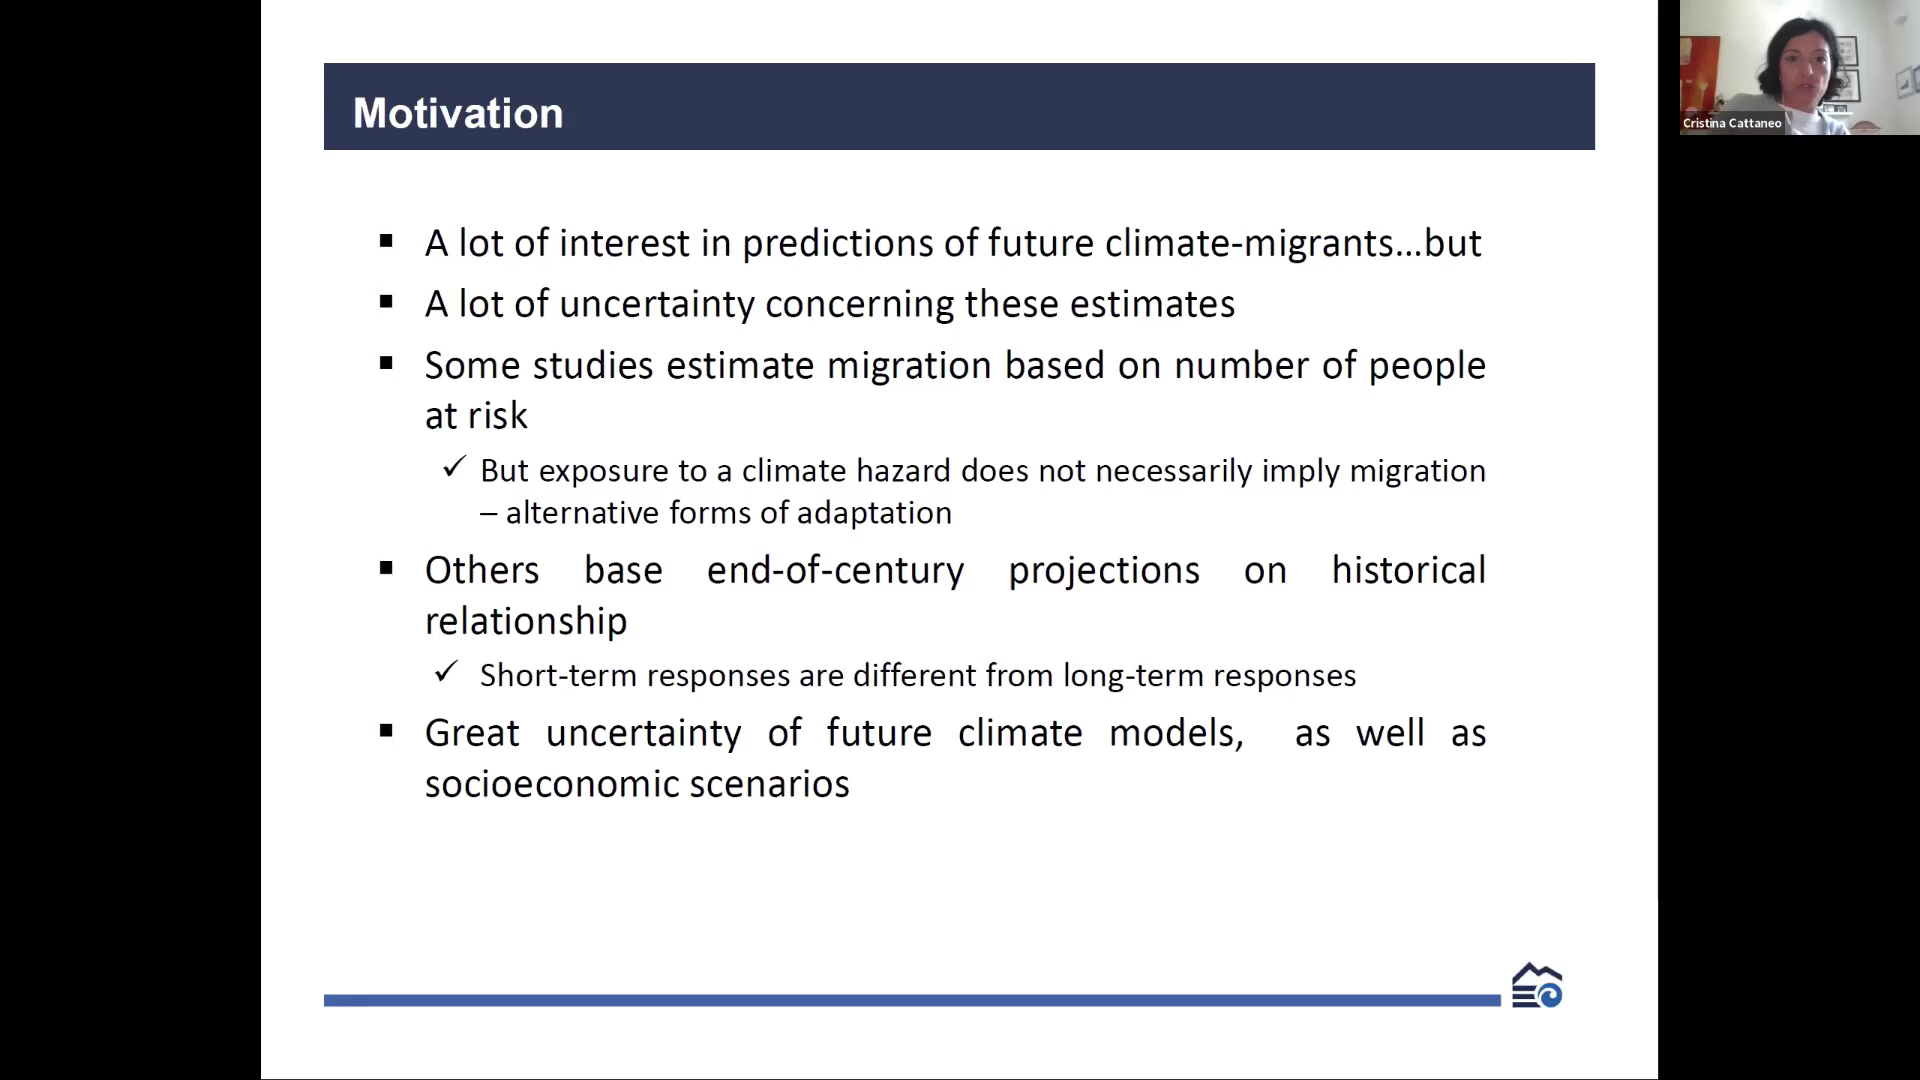 Motivation
▪ A lot of interest in predictions of future climate-migrants...but
▪ A lot of uncertainty concerning these estimates
▪ Some studies estimate migration based on number of people
at risk
✓ But exposure to a climate hazard does not necessarily imply migration
– alternative forms of adaptation
▪ Others base end-of-century projections on historical
relationship
✓ Short-term responses are different from long-term responses
▪ Great uncertainty of future climate models, as well as
socioeconomic scenarios
Cristina Cattaneo